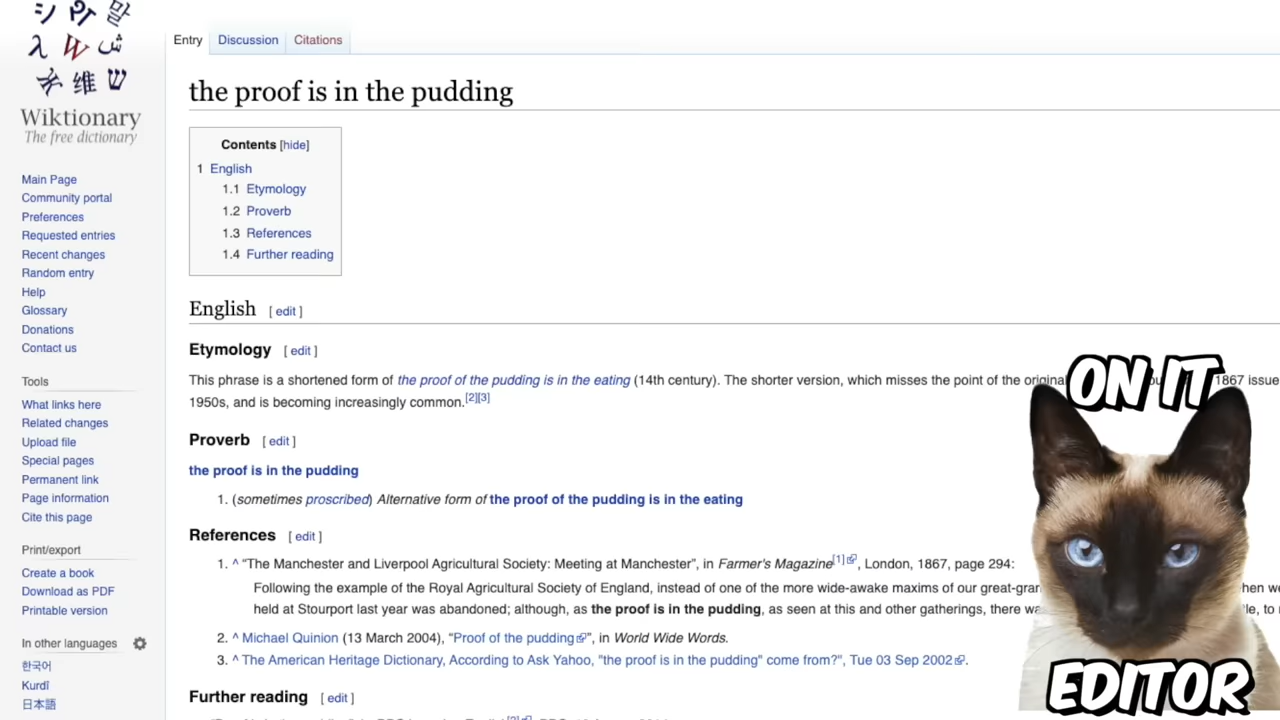 シ Pr 말
λ W ش
维 ש
Wiktionary
The free dictionary
Main Page
Community portal
Preferences
Requested entries
Recent changes
Random entry
Help
Glossary
Donations
Contact us
Tools
What links here
Related changes
Upload file
Special pages
Permanent link
Page information
Cite this page
Print/export
Create a book
Download as PDF
Printable version
In other languages
한국어
Kurdî
日本語
Entry Discussion Citations
the proof is in the pudding
Contents [hide]
1 English
1.1 Etymology
1.2 Proverb
1.3 References
1.4 Further reading
English [ edit ]
Etymology [ edit ]
This phrase is a shortened form of the proof of the pudding is in the eating (14th century). The shorter version, which misses the point of the original 1867 issue
1950s, and is becoming increasingly common.[2][3]
Proverb [ edit ]
the proof is in the pudding
1. (sometimes proscribed) Alternative form of the proof of the pudding is in the eating
References [ edit ]
1. ^ “The Manchester and Liverpool Agricultural Society: Meeting at Manchester”, in Farmer's Magazine[1], London, 1867, page 294:
Following the example of the Royal Agricultural Society of England, instead of one of the more wide-awake maxims of our
held at Stourport last year was abandoned; although, as the proof is in the pudding, as seen at this and other gatherings, there
2. ^ Michael Quinion (13 March 2004), “Proof of the pudding”, in World Wide Words.
3. ^ The American Heritage Dictionary, According to Ask Yahoo, "the proof is in the pudding" come from?", Tue 03 Sep 2002.
Further reading [ edit ]
ON IT
EDITOR